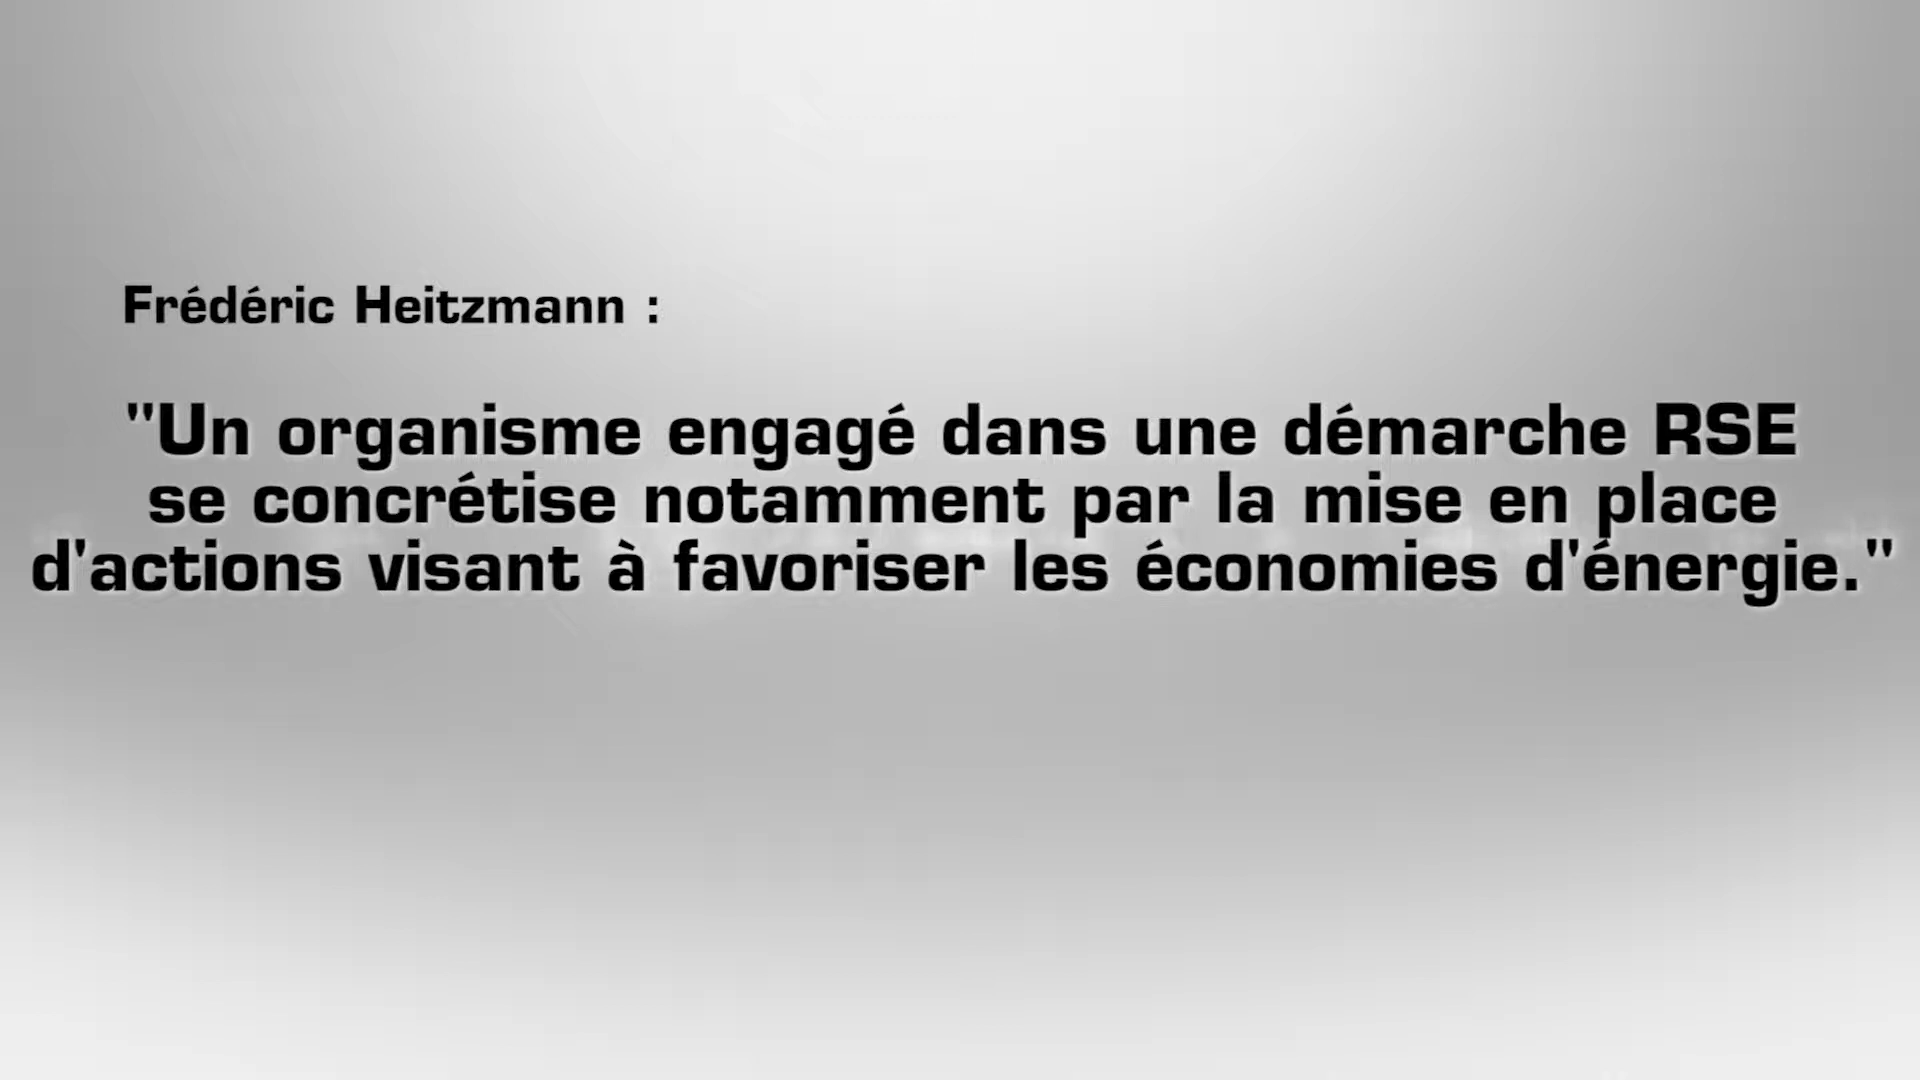 Frédéric Heitzmann :
"Un organisme engagé dans une démarche RSE
se concrétise notamment par la mise en place
d'actions visant à favoriser les économies d'énergie."